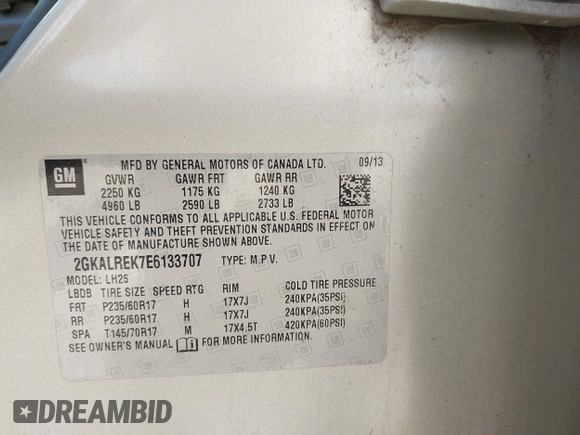 GM
MFD BY GENERAL MOTORS OF CANADA LTD. 09/13
GVWR GAWR FRT GAWR RR
2250 KG 1175 KG 1240 KG
4960 LB 2590 LB 2733 LB
THIS VEHICLE CONFORMS TO ALL APPLICABLE U.S. FEDERAL MOTOR
VEHICLE SAFETY AND THEFT PREVENTION STANDARDS IN EFFECT ON
THE DATE OF MANUFACTURE SHOWN ABOVE.
2GKALREK7E6133707 TYPE: M.P.V.
MODEL: LH26
LBDB TIRE SIZE SPEED RTG RIM COLD TIRE PRESSURE
FRT P235/60R17 H 17X7J 240KPA(35PSI)
RR P235/60R17 H 17X7J 240KPA(35PSI)
SPA T145/70R17 M 17X4.5T 420KPA(60PSI)
SEE OWNER'S MANUAL FOR MORE INFORMATION.
DREAMBID